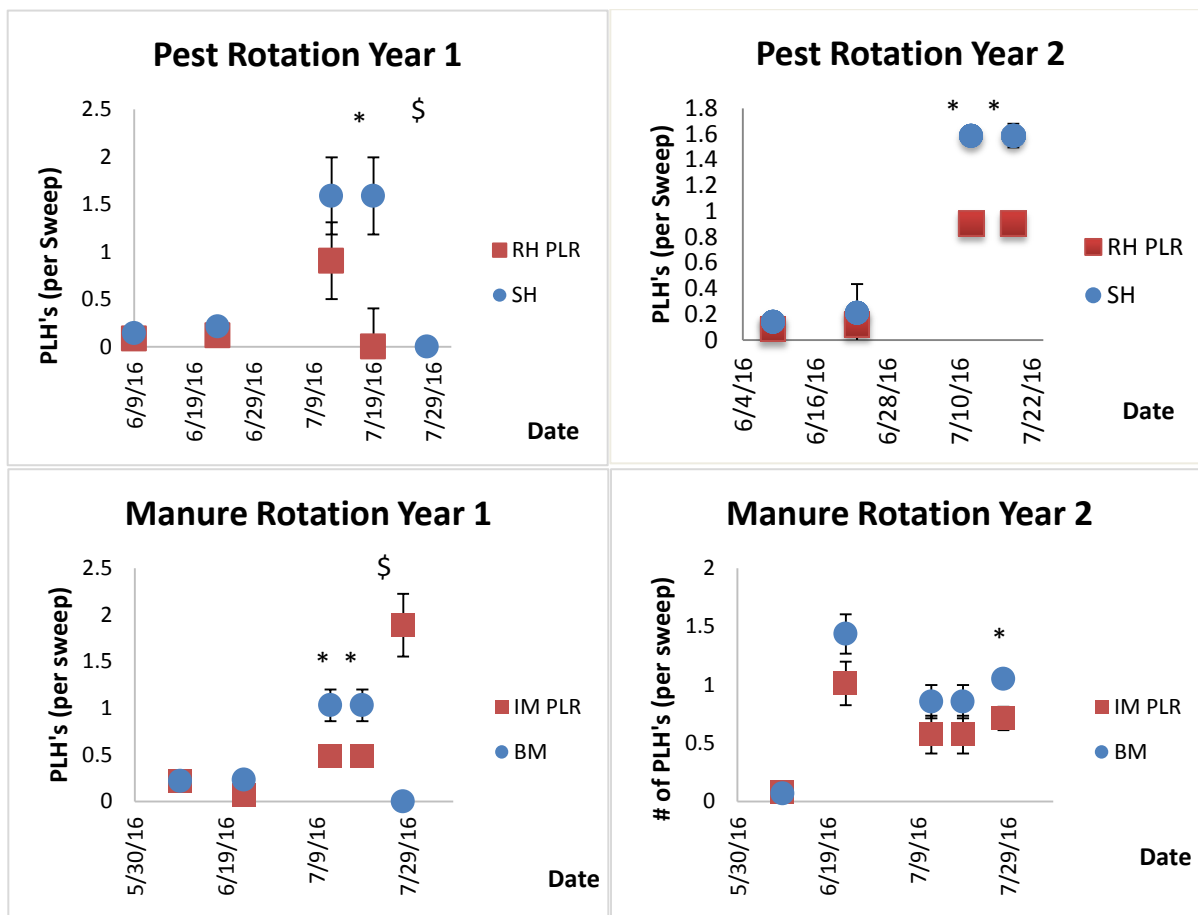 Pest Rotation Year 1
* $
2.5
2
1.5
1
0.5
0
PLH's (per Sweep)
RH PLR
SH
6/9/16
6/19/16
6/29/16
7/9/16
7/19/16
7/29/16
Date
Pest Rotation Year 2
* *
1.8
1.6
1.4
1.2
1
0.8
0.6
0.4
0.2
0
PLH's (per Sweep)
RH PLR
SH
6/4/16
6/16/16
6/28/16
7/10/16
7/22/16
Date
Manure Rotation Year 1
$
* *
2.5
2
1.5
1
0.5
0
PLH's (per sweep)
IM PLR
BM
5/30/16
6/19/16
7/9/16
7/29/16
Date
Manure Rotation Year 2
*
2
1.5
1
0.5
0
# of PLH's (per sweep)
IM PLR
BM
5/30/16
6/19/16
7/9/16
7/29/16
Date